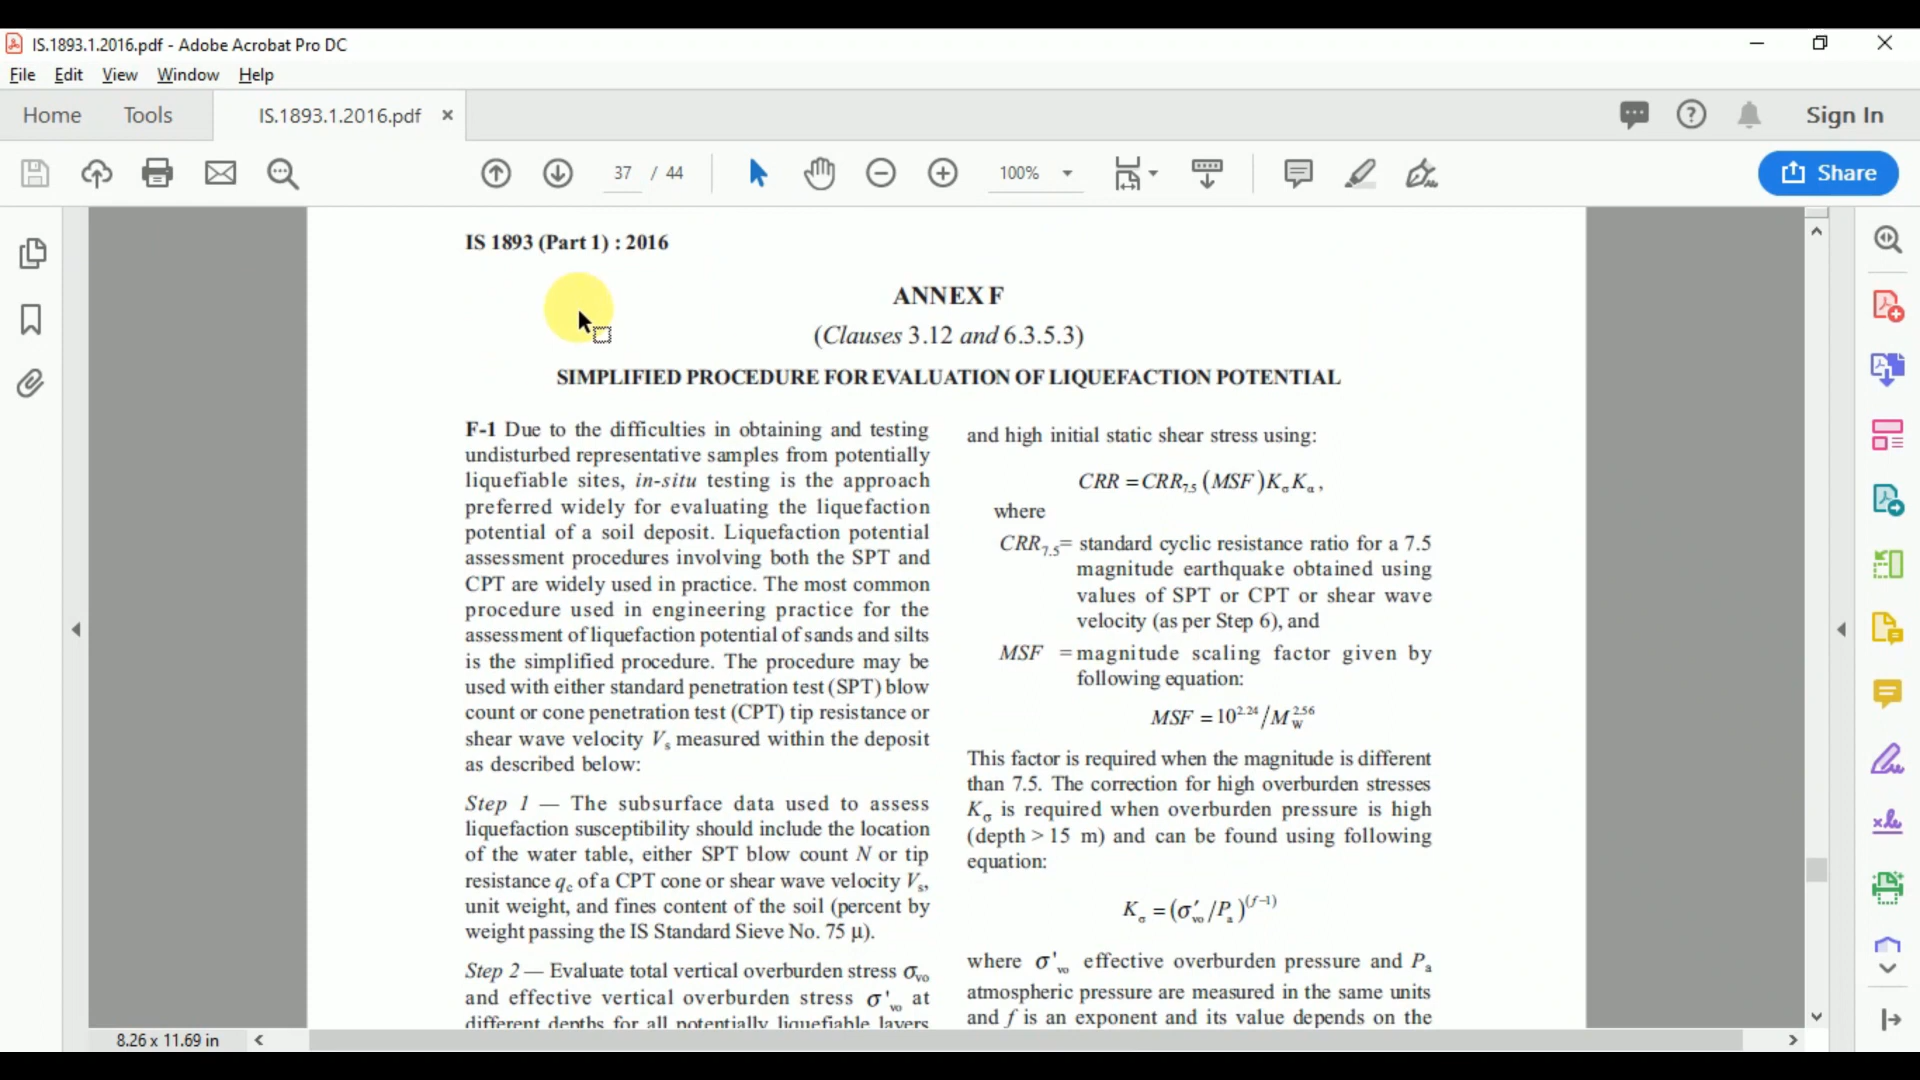 IS.1893.1.2016.pdf - Adobe Acrobat Pro DC
File Edit View Window Help
Home Tools IS.1893.1.2016.pdf × Sign In
37 / 44 100% Share
IS 1893 (Part 1) : 2016
ANNEX F
(Clauses 3.12 and 6.3.5.3)
SIMPLIFIED PROCEDURE FOR EVALUATION OF LIQUEFACTION POTENTIAL
F-1 Due to the difficulties in obtaining and testing
undisturbed representative samples from potentially
liquefiable sites, in-situ testing is the approach
preferred widely for evaluating the liquefaction
potential of a soil deposit. Liquefaction potential
assessment procedures involving both the SPT and
CPT are widely used in practice. The most common
procedure used in engineering practice for the
assessment of liquefaction potential of sands and silts
is the simplified procedure. The procedure may be
used with either standard penetration test (SPT) blow
count or cone penetration test (CPT) tip resistance or
shear wave velocity Vs measured within the deposit
as described below:
Step 1 — The subsurface data used to assess
liquefaction susceptibility should include the location
of the water table, either SPT blow count N or tip
resistance qc of a CPT cone or shear wave velocity Vs,
unit weight, and fines content of the soil (percent by
weight passing the IS Standard Sieve No. 75 μ).
Step 2 — Evaluate total vertical overburden stress σvo
and effective vertical overburden stress σ'vo at
different depths for all potentially liquefiable layers
and high initial static shear stress using:
CRR = CRR7.5 (MSF) Kσ Kα,
where
CRR7.5 = standard cyclic resistance ratio for a 7.5
magnitude earthquake obtained using
values of SPT or CPT or shear wave
velocity (as per Step 6), and
MSF = magnitude scaling factor given by
following equation:
MSF = 10^2.24 / Mw^2.56
This factor is required when the magnitude is different
than 7.5. The correction for high overburden stresses
Kσ is required when overburden pressure is high
(depth > 15 m) and can be found using following
equation:
Kσ = (σ'vo / Pa)^(f–1)
where σ'vo effective overburden pressure and Pa
atmospheric pressure are measured in the same units
and f is an exponent and its value depends on the
8.26 x 11.69 in